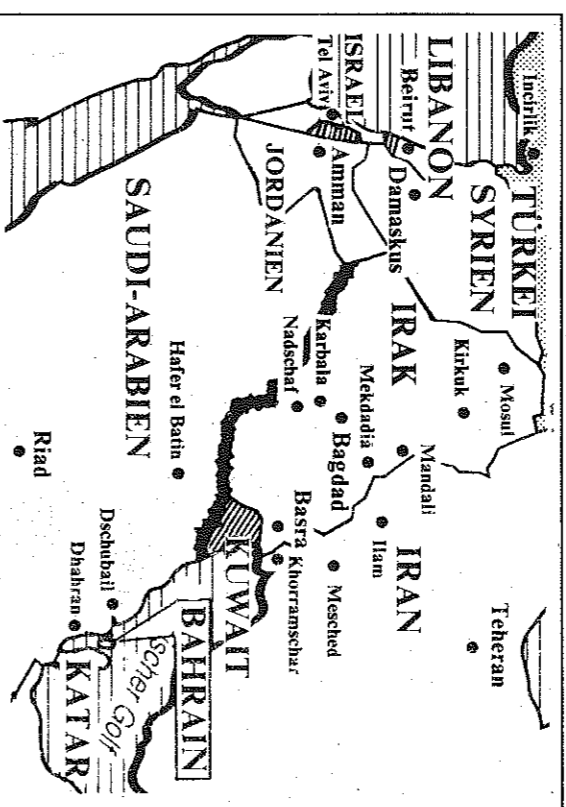 Incirlik
TÜRKEI
LIBANON
SYRIEN
Beirut
Damaskus
ISRAEL
Tel Aviv
Amman
JORDANIEN
IRAK
Mosul
Kirkuk
Mekdadia
Karbala
Nadschaf
Bagdad
Mandali
Ilam
IRAN
Teheran
Mesched
Basra
Khorramschar
KUWAIT
SAUDI-ARABIEN
Hafer el Batin
Riad
Dschubail
Dhahran
BAHRAIN
scher Golf
KATAR